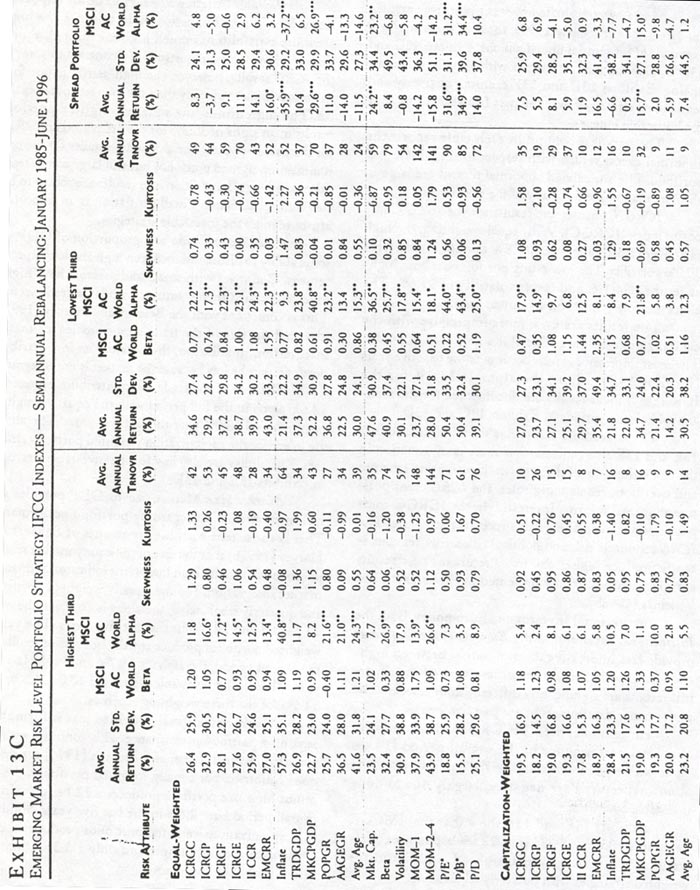 EXHIBIT 13C
EMERGING MARKET RISK LEVEL PORTFOLIO STRATEGY IFCG INDEXES — SEMIANNUAL REBALANCING: JANUARY 1985-JUNE 1996
HIGHEST THIRD LOWEST THIRD SPREAD PORTFOLIO
MSCI MSCI MSCI
AVG. MSCI AC AVG. AVG. MSCI AC AVG. AVG. AC
ANNUAL STD. AC WORLD ANNUAL ANNUAL STD. AC WORLD ANNUAL ANNUAL STD. WORLD
RETURN DEV. WORLD ALPHA TRNOVR RETURN DEV. WORLD ALPHA TRNOVR RETURN DEV. ALPHA
RISK ATTRIBUTE (%) (%) BETA (%) SKEWNESS KURTOSIS (%) (%) (%) BETA (%) SKEWNESS KURTOSIS (%) (%) (%) (%)
EQUAL-WEIGHTED
ICRGC 26.4 25.9 1.20 11.8 1.29 1.33 42 34.6 27.4 0.77 22.2** 0.74 0.78 49 8.3 24.1 4.8
ICRGP 22.9 30.5 1.05 16.6* 0.80 0.26 53 29.2 22.6 0.74 17.3** 0.33 -0.43 44 -3.7 31.3 -5.0
ICRGF 28.1 22.7 0.77 17.2** 0.46 -0.23 45 37.2 29.8 0.84 22.3** 0.43 -0.30 59 9.1 25.6 0.6
ICRGE 27.6 26.7 0.93 14.5* 1.06 1.08 48 38.7 34.2 1.00 23.1** 0.00 -0.74 70 11.1 28.5 2.9
II CCR 25.9 24.6 0.95 12.5* 0.54 -0.19 28 39.9 30.2 1.08 24.3** 0.35 -0.66 43 14.1 29.4 6.2
EMCRR 27.0 25.1 0.94 13.4* 0.48 -0.40 34 43.0 33.2 1.55 22.3** 0.03 -1.42 52 16.0* 30.6 3.2
Inflate 57.3 35.1 1.09 40.8*** -0.08 -0.97 64 21.4 22.2 0.77 9.3 1.47 2.27 52 -35.9*** 29.2 -37.2***
TRDGDP 26.9 28.2 1.19 11.7 1.36 1.99 34 37.3 34.9 0.82 23.8** 0.83 -0.36 37 10.4 33.0 6.5
MKCPGDP 22.7 23.0 0.95 8.2 1.15 0.60 43 52.4 30.9 0.61 40.8** -0.04 -0.21 70 29.6** 29.9 26.9***
POPGR 25.7 24.0 -0.40 21.6*** 0.80 -0.11 27 36.8 27.8 0.91 23.1** 0.01 -0.85 37 11.0 33.7 -4.1
AAGEGR 36.5 28.0 1.11 21.0** 0.09 -0.99 34 22.5 24.8 0.30 13.4 0.84 -0.01 28 -14.0 29.6 -13.3
Avg. Age 41.6 31.8 1.21 24.3*** 0.55 0.01 39 30.0 24.1 0.86 15.3** 0.55 -0.36 24 -11.5 27.3 -14.6
Mkt. Cap. 23.5 24.1 1.02 7.7 0.64 -0.16 35 47.6 30.9 0.38 36.5** 0.10 -0.87 59 24.2** 34.4 23.2**
Beta 32.4 27.7 0.33 26.9*** 0.06 -1.20 74 40.9 37.4 0.45 25.7** 0.32 -0.95 79 8.4 49.5 -6.8
Volatility 30.9 38.8 0.88 17.9 0.52 -0.38 57 30.1 22.1 0.55 17.8** 0.85 0.18 54 -0.8 43.4 -5.8
MOM-1 37.9 33.9 1.75 13.9* 0.52 -1.25 148 23.7 27.1 0.64 15.4* 0.84 0.05 142 -14.2 36.3 -4.2
MOM-2-4 43.9 38.7 1.09 26.6** 1.12 0.97 144 28.0 31.8 0.51 18.1* 1.24 1.79 141 -15.8 51.1 -14.2
P/E* 18.8 25.9 0.73 7.3 0.50 0.06 71 50.4 33.5 0.22 44.0** 0.56 0.53 90 31.6*** 31.1 31.2***
P/B* 15.5 28.2 1.08 3.5 0.93 1.67 61 50.4 32.4 0.52 43.4** 0.06 -0.93 85 34.9*** 39.6 34.4***
P/D 25.1 29.6 0.81 8.9 0.79 0.70 76 39.1 30.1 1.19 25.0** 0.13 -0.56 72 14.0 37.8 10.4
CAPITALIZATION-WEIGHTED
ICRGC 19.5 16.9 1.18 5.4 0.92 0.51 10 27.0 27.3 0.47 17.9* 1.08 1.58 35 7.5 25.9 6.8
ICRGP 18.2 14.5 1.23 2.4 0.45 -0.22 26 23.7 23.1 0.35 14.9* 0.93 2.10 19 5.5 29.4 6.9
ICRGF 19.0 16.8 0.98 8.1 0.95 0.76 13 27.1 34.1 1.08 9.7 0.62 -0.28 29 8.1 28.5 -4.1
ICRGE 19.3 16.6 1.08 6.1 0.86 0.45 15 25.1 39.2 1.15 6.8 0.08 -0.74 37 5.9 35.1 -5.0
II CCR 17.8 15.3 1.07 6.1 0.87 0.55 8 29.7 37.0 1.44 12.5 0.27 0.66 11 11.9 32.3 0.9
EMCRR 18.9 16.3 1.05 5.8 0.83 0.38 7 35.4 49.4 2.35 8.1 0.03 -0.96 12 16.5 41.4 -3.3
Inflate 28.4 23.3 1.20 10.5 0.05 -1.40 16 21.8 34.7 1.14 8.4 1.29 1.55 16 -6.6 38.2 -7.7
TRDGDP 21.5 17.6 1.26 7.0 0.95 0.82 8 22.0 33.1 0.68 7.9 0.18 -0.67 10 0.5 34.1 -4.7
MKCPGDP 19.0 15.3 1.33 1.1 0.75 -0.10 16 34.7 24.0 0.77 21.8** -0.69 -0.19 32 15.7** 27.1 15.0*
POPGR 19.3 17.7 0.37 10.0 0.83 1.79 9 21.4 22.4 1.02 5.8 0.58 0.89 9 2.0 28.8 -9.8
AAGEGR 20.0 17.2 0.95 2.8 0.76 -0.10 9 14.2 20.3 0.51 3.8 0.45 1.08 11 -5.9 26.6 -4.7
Avg. Age 23.2 20.8 1.10 5.5 0.83 1.49 14 30.5 38.2 1.16 12.3 0.57 1.05 9 7.4 44.5 1.2